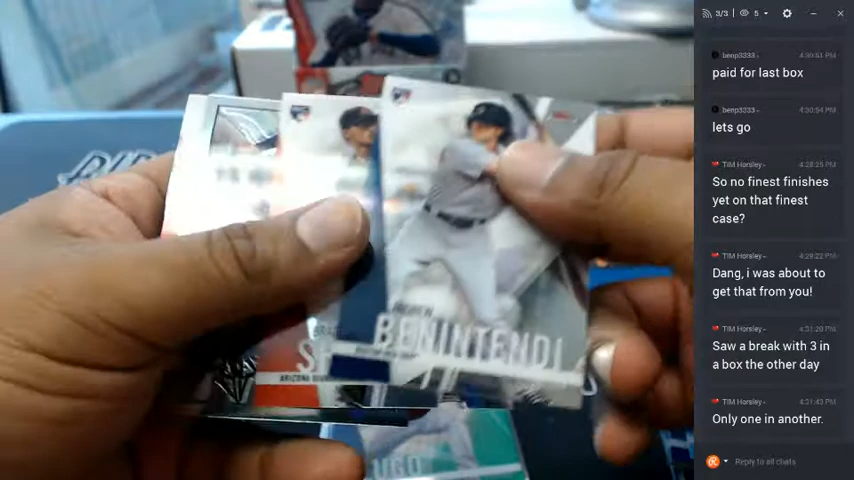 BENINTENDI
ARIZONA
UGO
3/3 5
benp3333 4:30:51 PM
paid for last box
benp3333 4:30:54 PM
lets go
TIM Horsley 4:28:25 PM
So no finest finishes
yet on that finest
case?
TIM Horsley 4:29:22 PM
Dang, i was about to
get that from you!
TIM Horsley 4:31:20 PM
Saw a break with 3 in
a box the other day
TIM Horsley 4:31:43 PM
Only one in another.
Reply to all chats